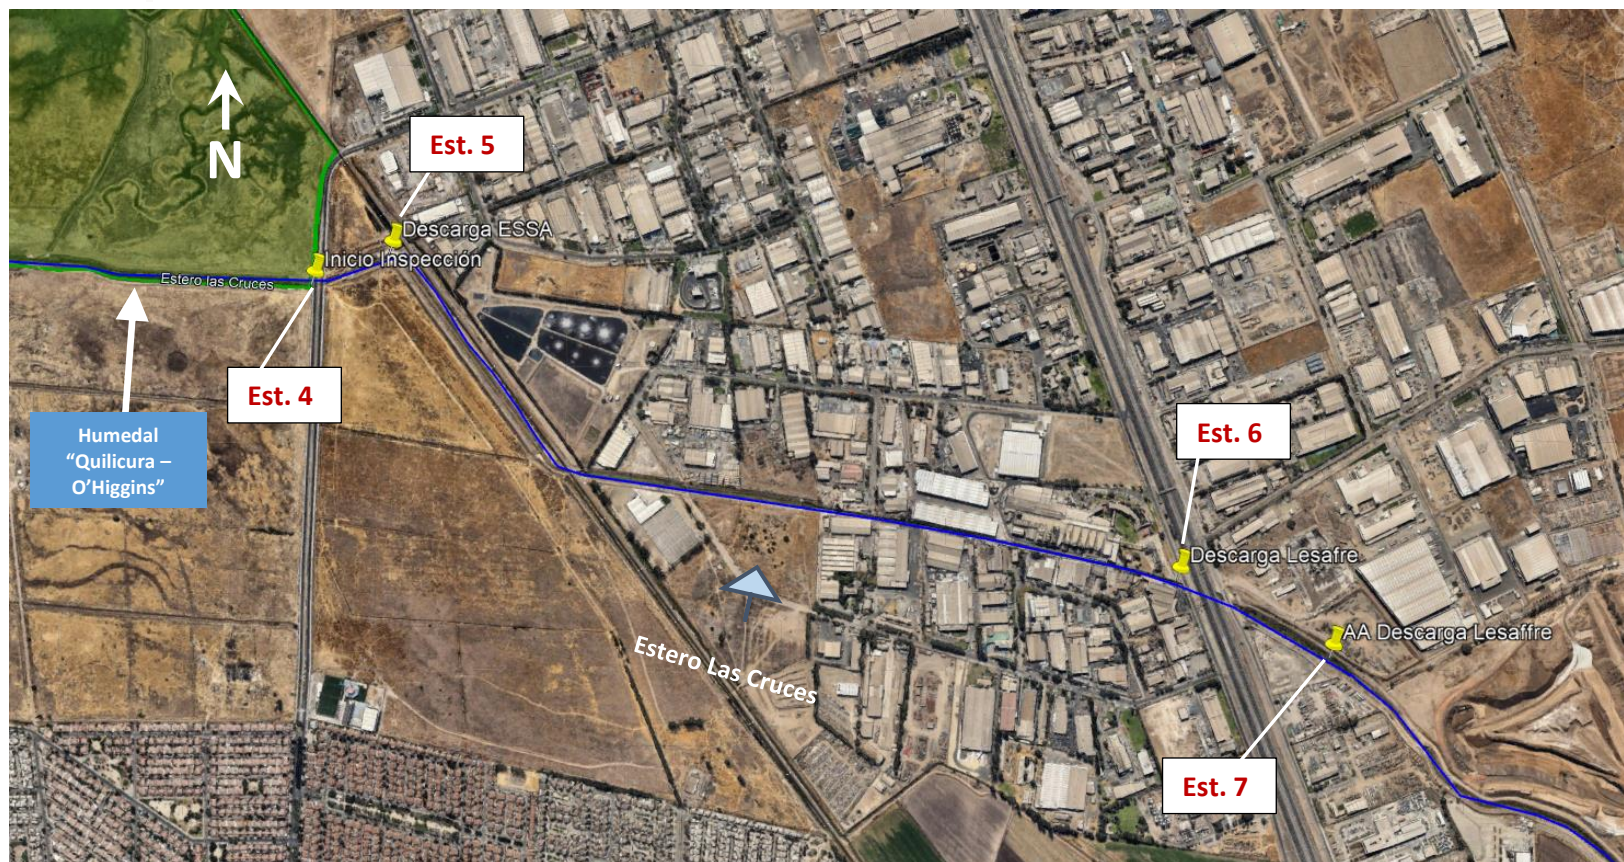 N
Est. 5
Descarga ESSA
Inicio Inspección
Estero las Cruces
Est. 4
Humedal
“Quilicura –
O’Higgins”
Est. 6
Descarga Lesafre
AA Descarga Lesaffre
Estero Las Cruces
Est. 7